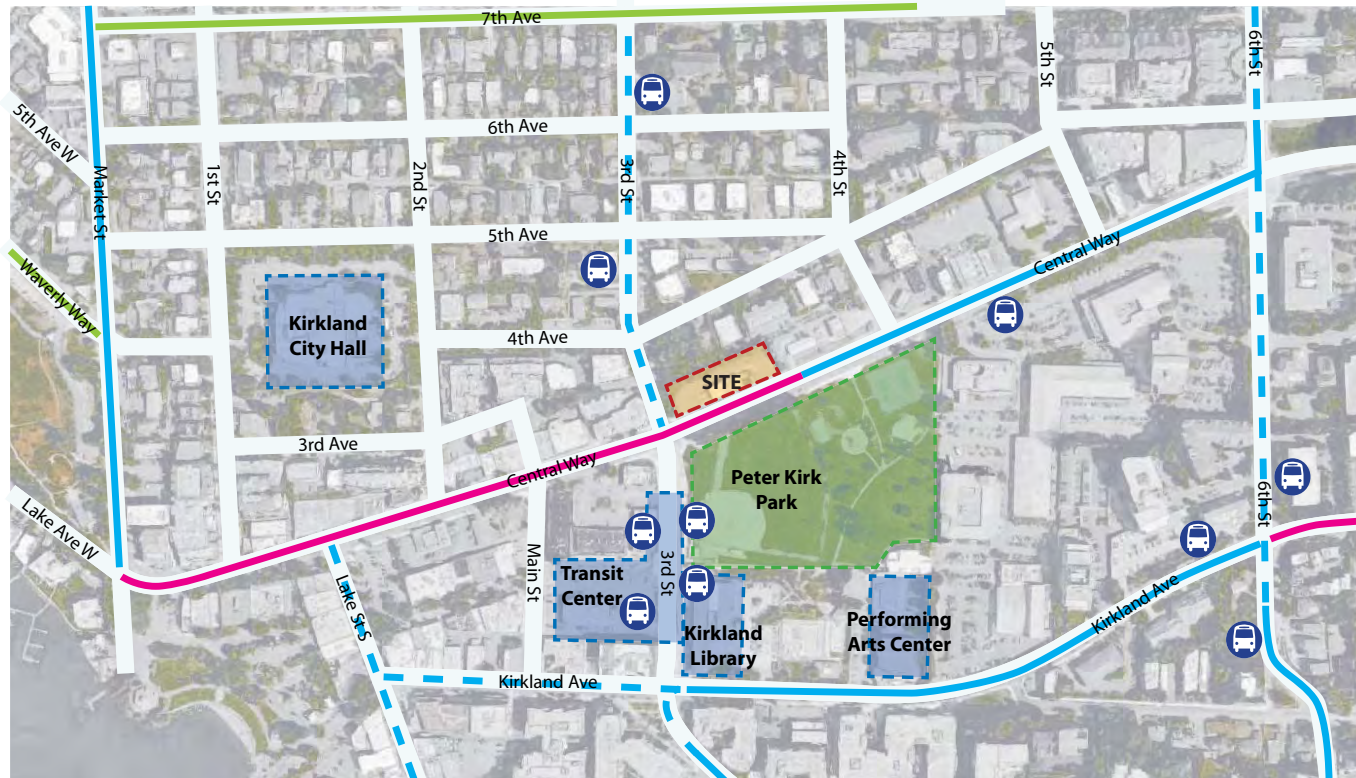 7th Ave
6th St
5th St
5th Ave W
6th Ave
Market St
1st St
2nd St
3rd St
4th St
5th Ave
Central Way
Waverly Way
Kirkland
City Hall
4th Ave
SITE
3rd Ave
Central Way
Peter Kirk
Park
6th St
Lake Ave W
Main St
3rd St
Transit
Center
Lake St S
Kirkland
Library
Performing
Arts Center
Kirkland Ave
Kirkland Ave